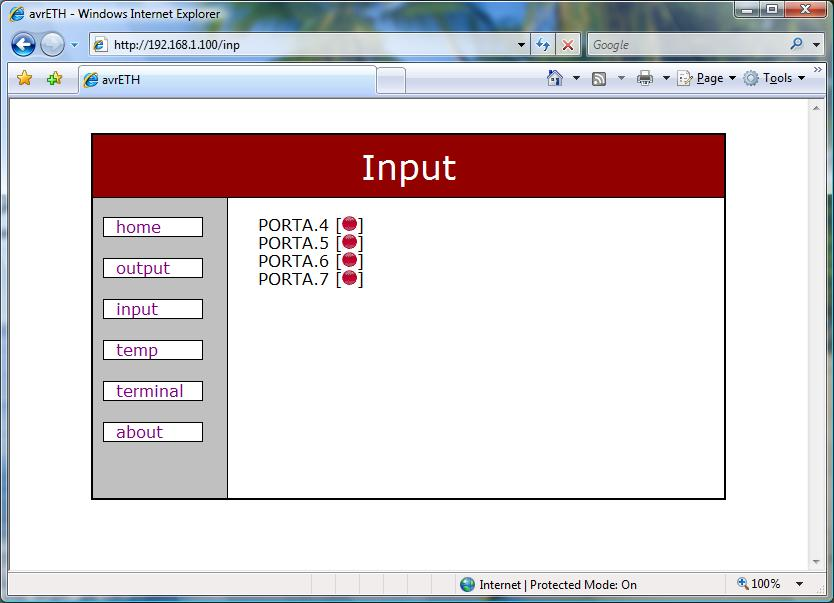 avrETH - Windows Internet Explorer
http://192.168.1.100/inp
Google
avrETH
Page
Tools
Input
home
output
input
temp
terminal
about
PORTA.4 [ ]
PORTA.5 [ ]
PORTA.6 [ ]
PORTA.7 [ ]
Internet | Protected Mode: On
100%